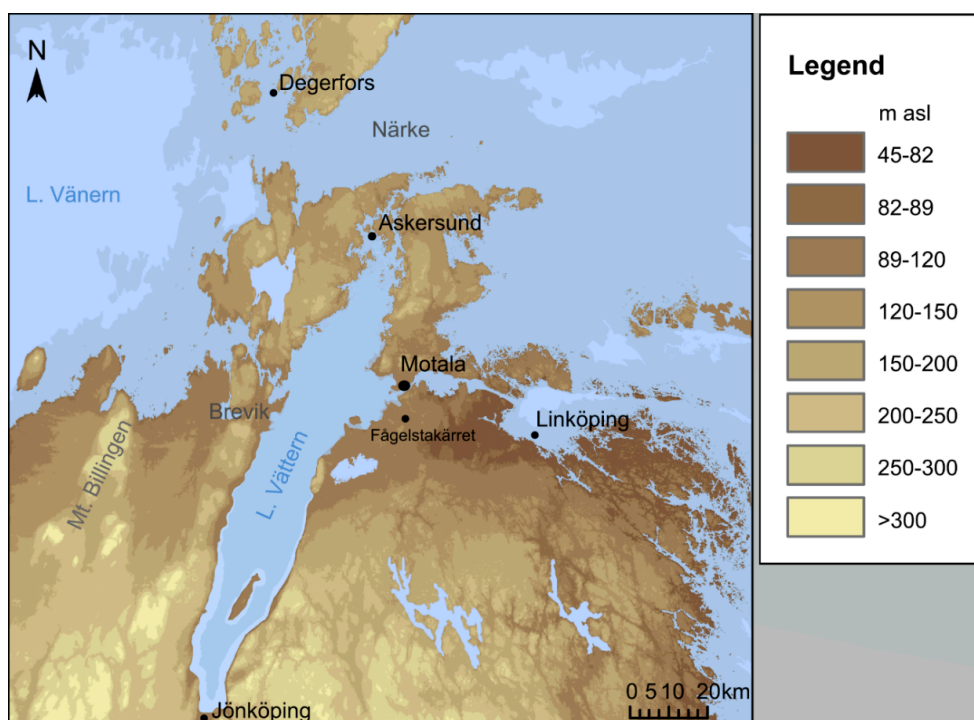 N
Degerfors
Närke
L. Vänern
Askersund
Motala
Brevik
Fågelstakärret
Linköping
Mt. Billingen
L. Vättern
0 5 10 20km
Jönköping
Legend
m asl
45-82
82-89
89-120
120-150
150-200
200-250
250-300
>300